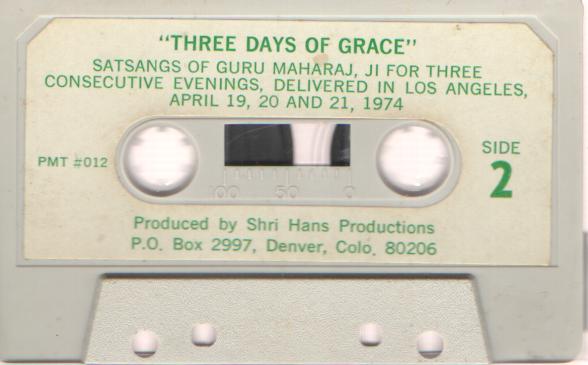 "THREE DAYS OF GRACE"
SATSANGS OF GURU MAHARAJ, JI FOR THREE
CONSECUTIVE EVENINGS, DELIVERED IN LOS ANGELES,
APRIL 19, 20 AND 21, 1974
PMT #012
SIDE
2
100 50 0
Produced by Shri Hans Productions
P.O. Box 2997, Denver, Colo. 80206